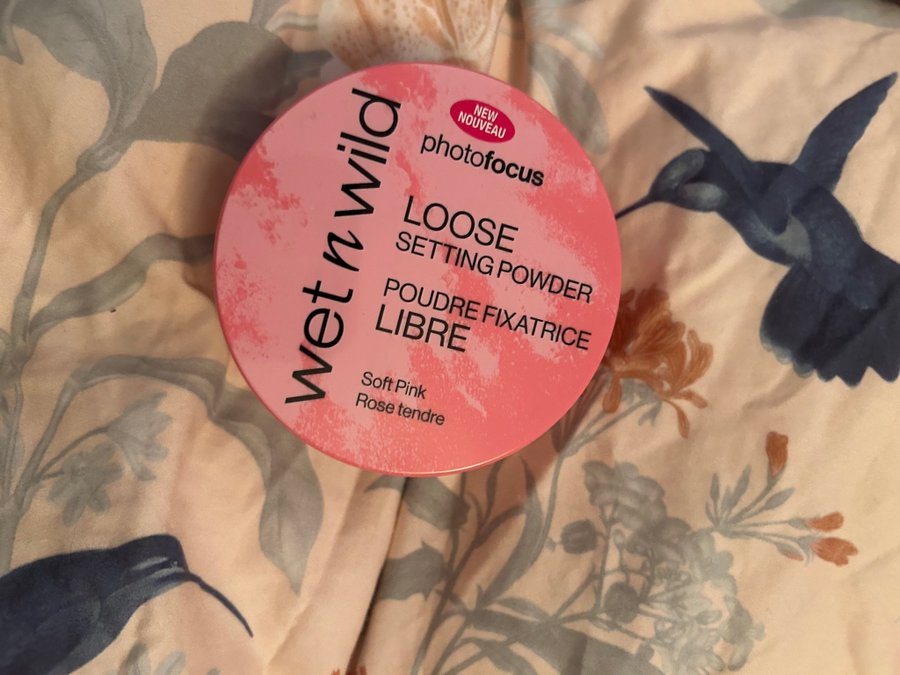 wet n wild
NEW
NOUVEAU
photofocus
LOOSE
SETTING POWDER
POUDRE FIXATRICE
LIBRE
Soft Pink
Rose tendre